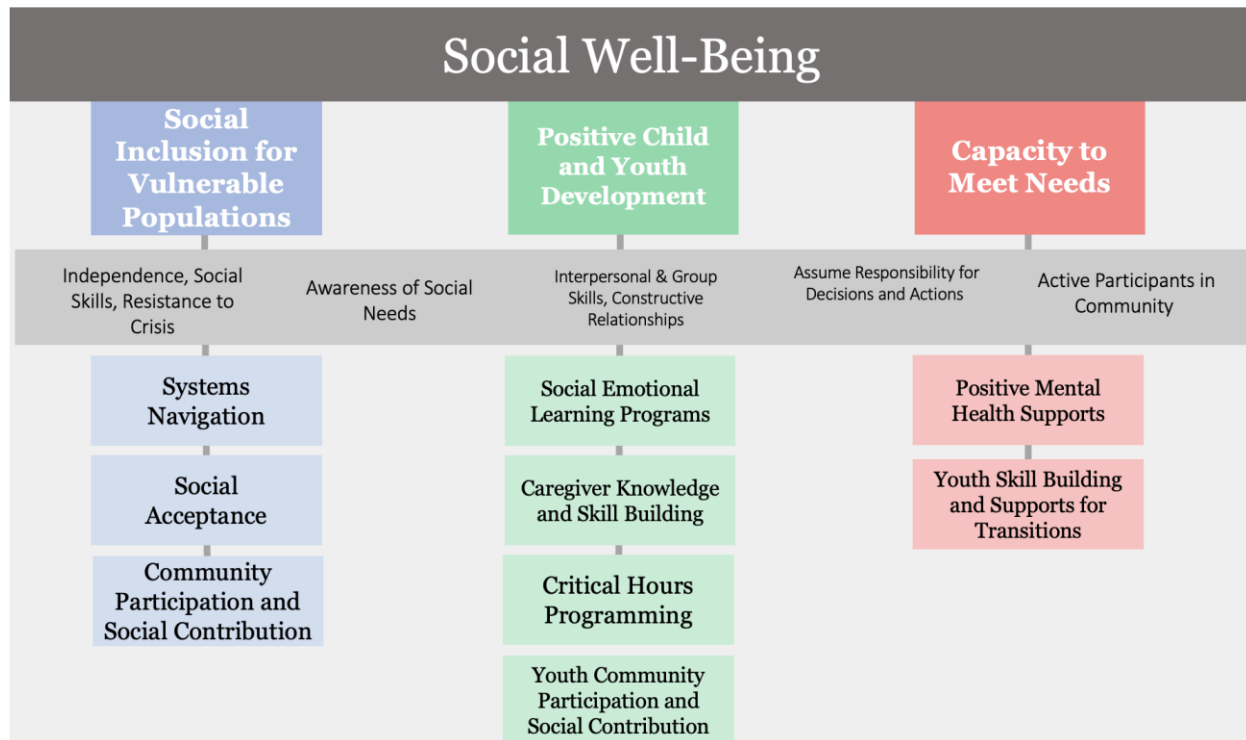 Social Well-Being
Social
Inclusion for
Vulnerable
Populations
Positive Child
and Youth
Development
Capacity to
Meet Needs
Independence, Social
Skills, Resistance to
Crisis
Awareness of Social
Needs
Interpersonal & Group
Skills, Constructive
Relationships
Assume Responsibility for
Decisions and Actions
Active Participants in
Community
Systems
Navigation
Social
Acceptance
Community
Participation and
Social Contribution
Social Emotional
Learning Programs
Caregiver Knowledge
and Skill Building
Critical Hours
Programming
Youth Community
Participation and
Social Contribution
Positive Mental
Health Supports
Youth Skill Building
and Supports for
Transitions